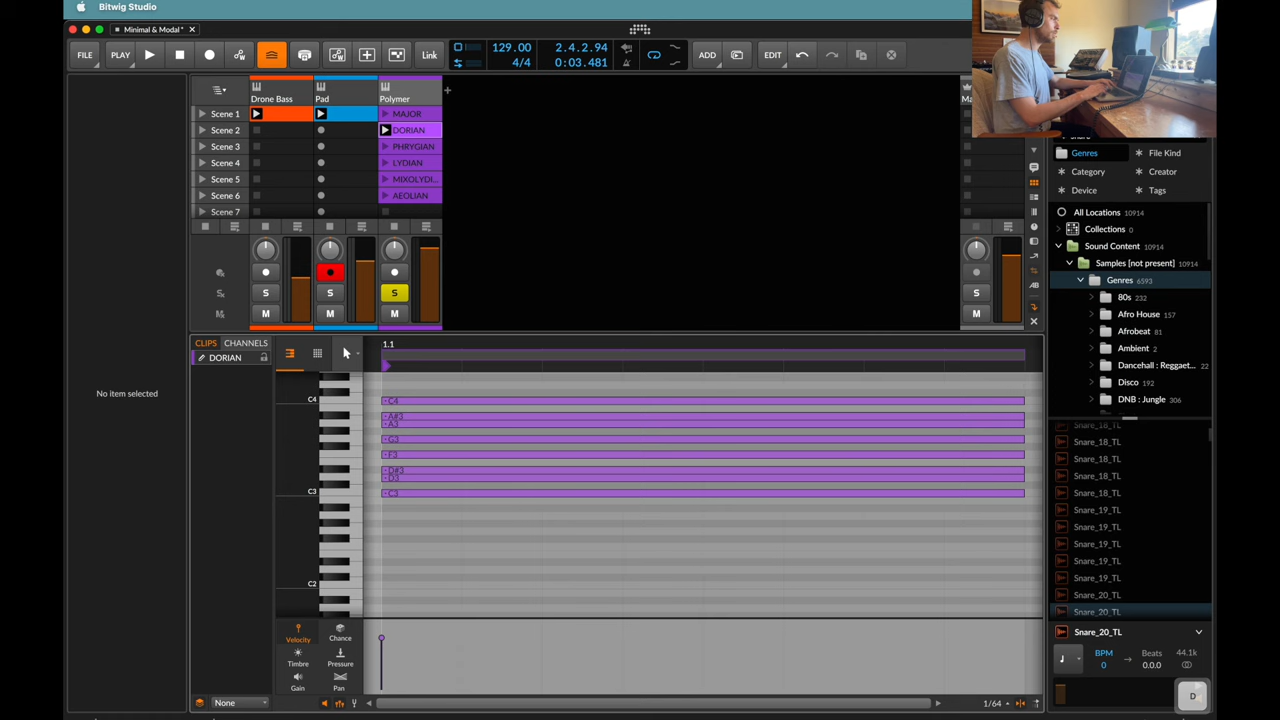 Bitwig Studio
Minimal & Modal*
FILE
PLAY
Link
129.00
4/4
2.4.2.94
0:03.481
ADD
EDIT
Drone Bass
Pad
Polymer
Ma
Scene 1
MAJOR
Scene 2
DORIAN
Scene 3
PHRYGIAN
Scene 4
LYDIAN
Scene 5
MIXOLYDI...
Scene 6
AEOLIAN
Scene 7
S S S S
M M M M
AB
CLIPS CHANNELS
DORIAN
1.1
C4
C3
C2
C4
A#3
A3
G3
F3
D#3
D3
C3
Velocity
Chance
Timbre
Pressure
Gain
Pan
None
1/64
Genres
File Kind
Category
Creator
Device
Tags
All Locations 10914
Collections 0
Sound Content 10914
Samples [not present] 10914
Genres 6593
80s 232
Afro House 157
Afrobeat 81
Ambient 2
Dancehall : Reggaet... 22
Disco 192
DNB : Jungle 306
Snare_18_TL
Snare_18_TL
Snare_18_TL
Snare_18_TL
Snare_18_TL
Snare_19_TL
Snare_19_TL
Snare_19_TL
Snare_19_TL
Snare_19_TL
Snare_20_TL
Snare_20_TL
Snare_20_TL
BPM
0
Beats
0.0.0
44.1k
D